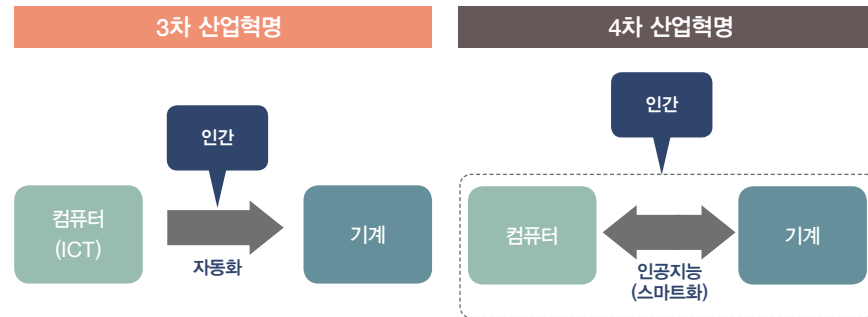 3차 산업혁명
인간
컴퓨터
(ICT)
자동화
기계
4차 산업혁명
인간
컴퓨터
인공지능
(스마트화)
기계